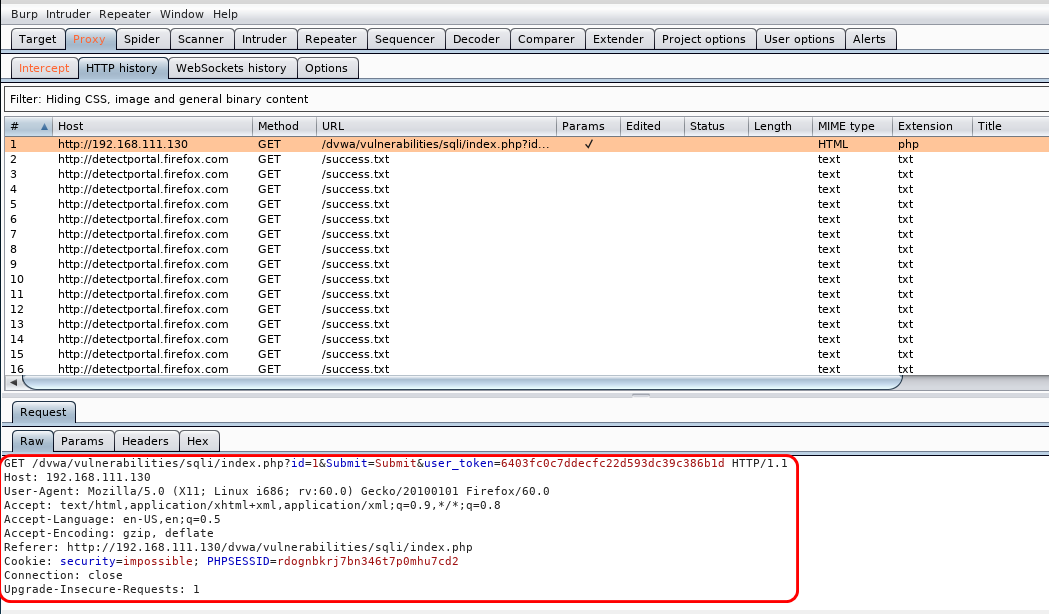 Burp Intruder Repeater Window Help
Target Proxy Spider Scanner Intruder Repeater Sequencer Decoder Comparer Extender Project options User options Alerts
Intercept HTTP history WebSockets history Options
Filter: Hiding CSS, image and general binary content
# Host Method URL Params Edited Status Length MIME type Extension Title
1 http://192.168.111.130 GET /dvwa/vulnerabilities/sqli/index.php?id... ✓ HTML php
2 http://detectportal.firefox.com GET /success.txt text txt
3 http://detectportal.firefox.com GET /success.txt text txt
4 http://detectportal.firefox.com GET /success.txt text txt
5 http://detectportal.firefox.com GET /success.txt text txt
6 http://detectportal.firefox.com GET /success.txt text txt
7 http://detectportal.firefox.com GET /success.txt text txt
8 http://detectportal.firefox.com GET /success.txt text txt
9 http://detectportal.firefox.com GET /success.txt text txt
10 http://detectportal.firefox.com GET /success.txt text txt
11 http://detectportal.firefox.com GET /success.txt text txt
12 http://detectportal.firefox.com GET /success.txt text txt
13 http://detectportal.firefox.com GET /success.txt text txt
14 http://detectportal.firefox.com GET /success.txt text txt
15 http://detectportal.firefox.com GET /success.txt text txt
16 http://detectportal.firefox.com GET /success.txt text txt
Request
Raw Params Headers Hex
GET /dvwa/vulnerabilities/sqli/index.php?id=1&Submit=Submit&user_token=6403fc0c7ddecfc22d593dc39c386b1d HTTP/1.1
Host: 192.168.111.130
User-Agent: Mozilla/5.0 (X11; Linux i686; rv:60.0) Gecko/20100101 Firefox/60.0
Accept: text/html,application/xhtml+xml,application/xml;q=0.9,*/*;q=0.8
Accept-Language: en-US,en;q=0.5
Accept-Encoding: gzip, deflate
Referer: http://192.168.111.130/dvwa/vulnerabilities/sqli/index.php
Cookie: security=impossible; PHPSESSID=rdognbkrj7bn346t7p0mhu7cd2
Connection: close
Upgrade-Insecure-Requests: 1